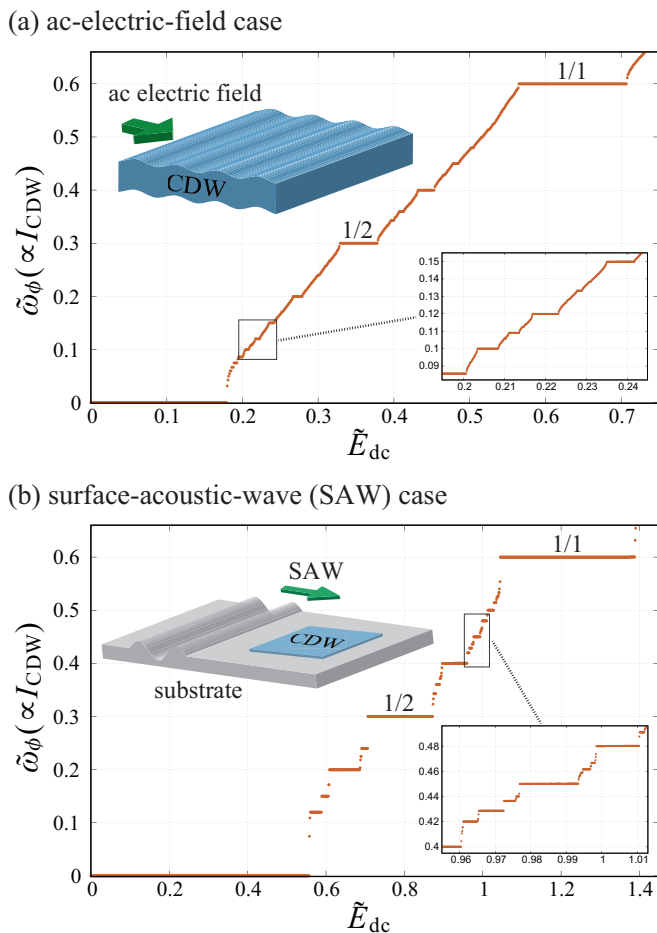 (a) ac-electric-field case
0.6
0.5
0.4
0.3
0.2
0.1
0
ω̃ϕ(∝ICDW)
ac electric field
CDW
1/1
1/2
0.15
0.14
0.13
0.12
0.11
0.1
0.09
0.2 0.21 0.22 0.23 0.24
0 0.1 0.2 0.3 0.4 0.5 0.6 0.7
Ẽdc
(b) surface-acoustic-wave (SAW) case
0.6
0.5
0.4
0.3
0.2
0.1
0
ω̃ϕ(∝ICDW)
SAW
CDW
substrate
1/1
1/2
0.48
0.46
0.44
0.42
0.4
0.96 0.97 0.98 0.99 1 1.01
0 0.2 0.4 0.6 0.8 1 1.2 1.4
Ẽdc